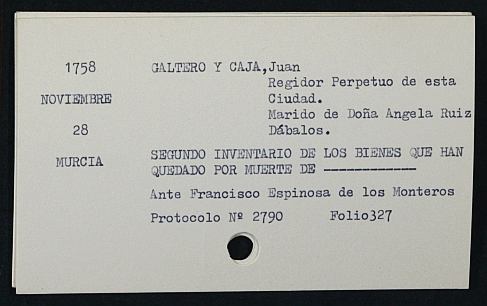 1758 GALTERO Y CAJA, Juan
Regidor Perpetuo de esta
NOVIEMBRE Ciudad.
Marido de Doña Angela Ruiz
28 Dábalos.
SEGUNDO INVENTARIO DE LOS BIENES QUE HAN
MURCIA QUEDADO POR MUERTE DE -------------
Ante Francisco Espinosa de los Monteros
Protocolo Nº 2790 Folio327